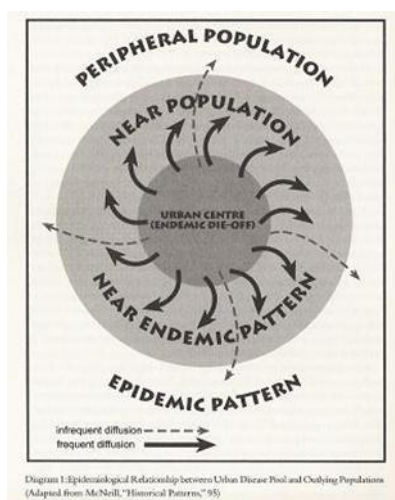 PERIPHERAL POPULATION
NEAR POPULATION
URBAN CENTRE
(ENDEMIC DIE-OFF)
NEAR ENDEMIC PATTERN
EPIDEMIC PATTERN
infrequent diffusion
frequent diffusion
Diagram 1: Epidemiological Relationship between Urban Disease Pool and Outlying Populations
(Adapted from McNeill, "Historical Patterns," 95)